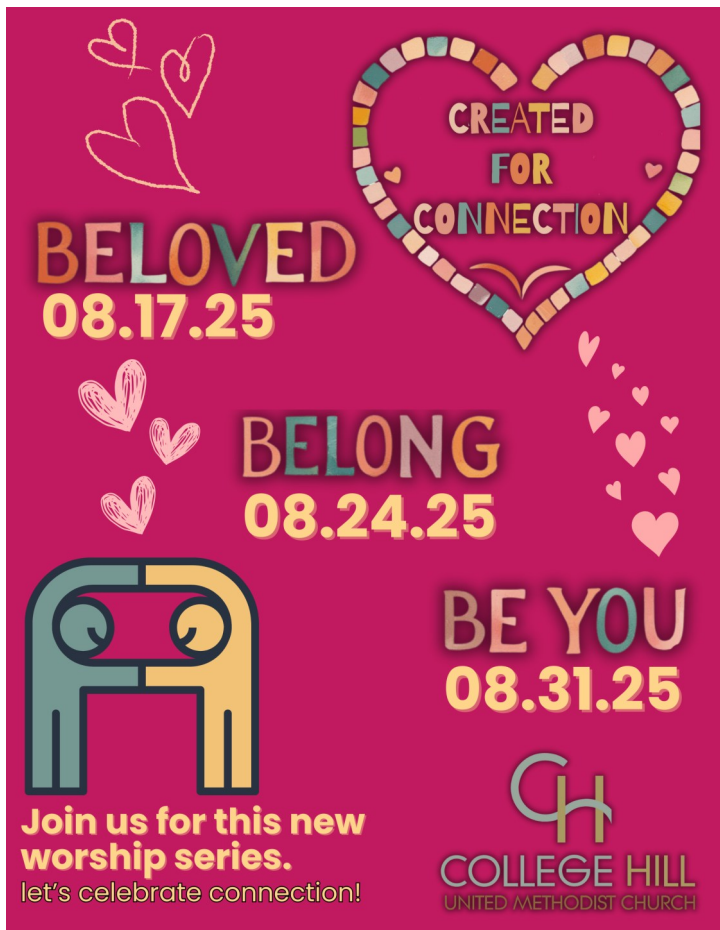 CREATED
FOR
CONNECTION
BELOVED
08.17.25
BELONG
08.24.25
BE YOU
08.31.25
Join us for this new
worship series.
let's celebrate connection!
CH
COLLEGE HILL
UNITED METHODIST CHURCH